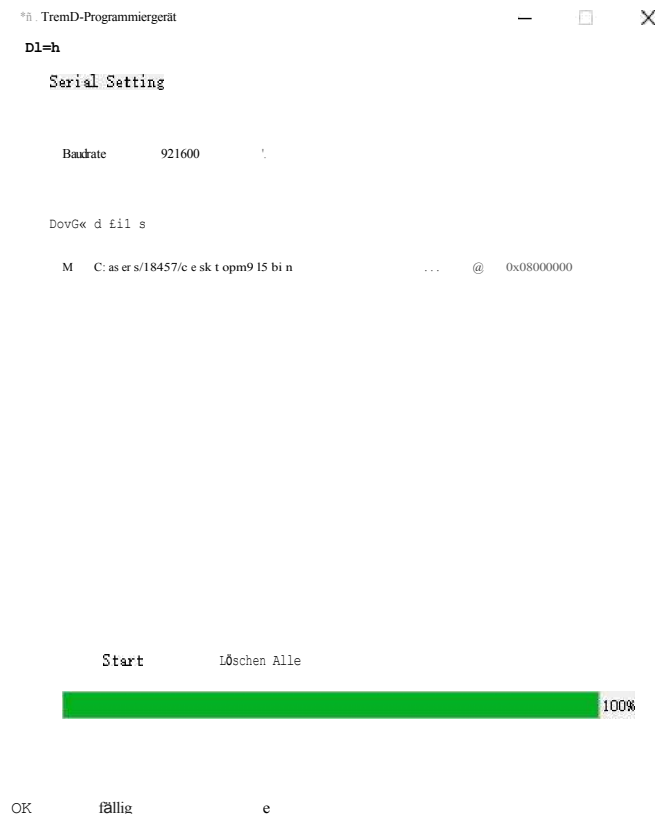 *ñ . TremD-Programmiergerät
Dl=h
Serial Setting
Baudrate 921600 '.
DovG« d £il s
M C: as er s/18457/c e sk t opm9 l5 bi n ... @ 0x08000000
Start LÖschen Alle
100%
OK fällig e